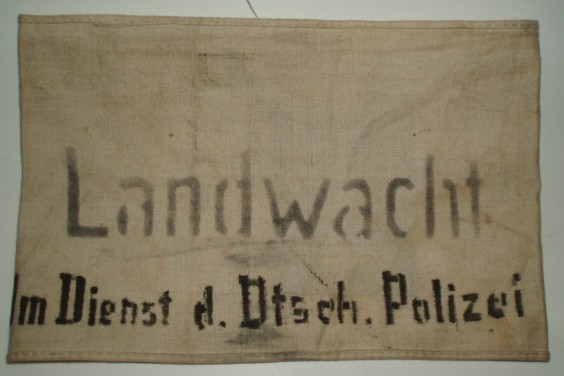 Landwacht
Im Dienst d. Dtsch. Polizei